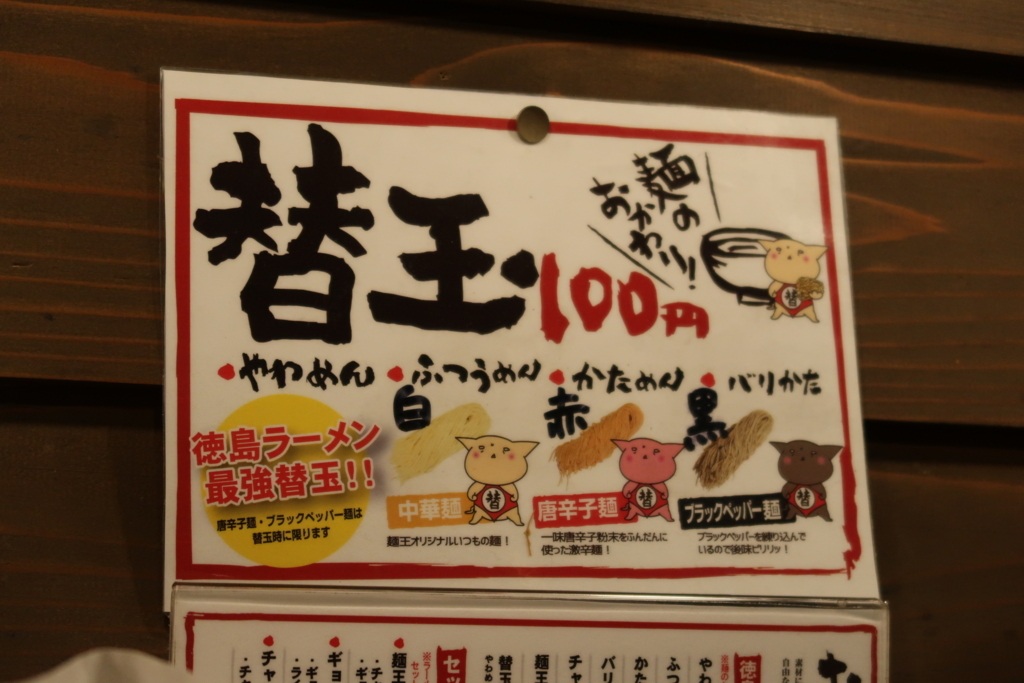 替玉100円
麺の
おかわり!
替
・やわめん ・ふつうめん ・かためん ・バリかた
徳島ラーメン
最強替玉!!
唐辛子麺・ブラックペッパー麺は
替玉時に限ります
白
中華麺
替
麺王オリジナルいつもの麺!
赤
唐辛子麺
替
一味唐辛子粉末をふんだんに
使った激辛麺!
黒
ブラックペッパー麺
替
ブラックペッパーを練り込んで
いるので後味ピリリッ!